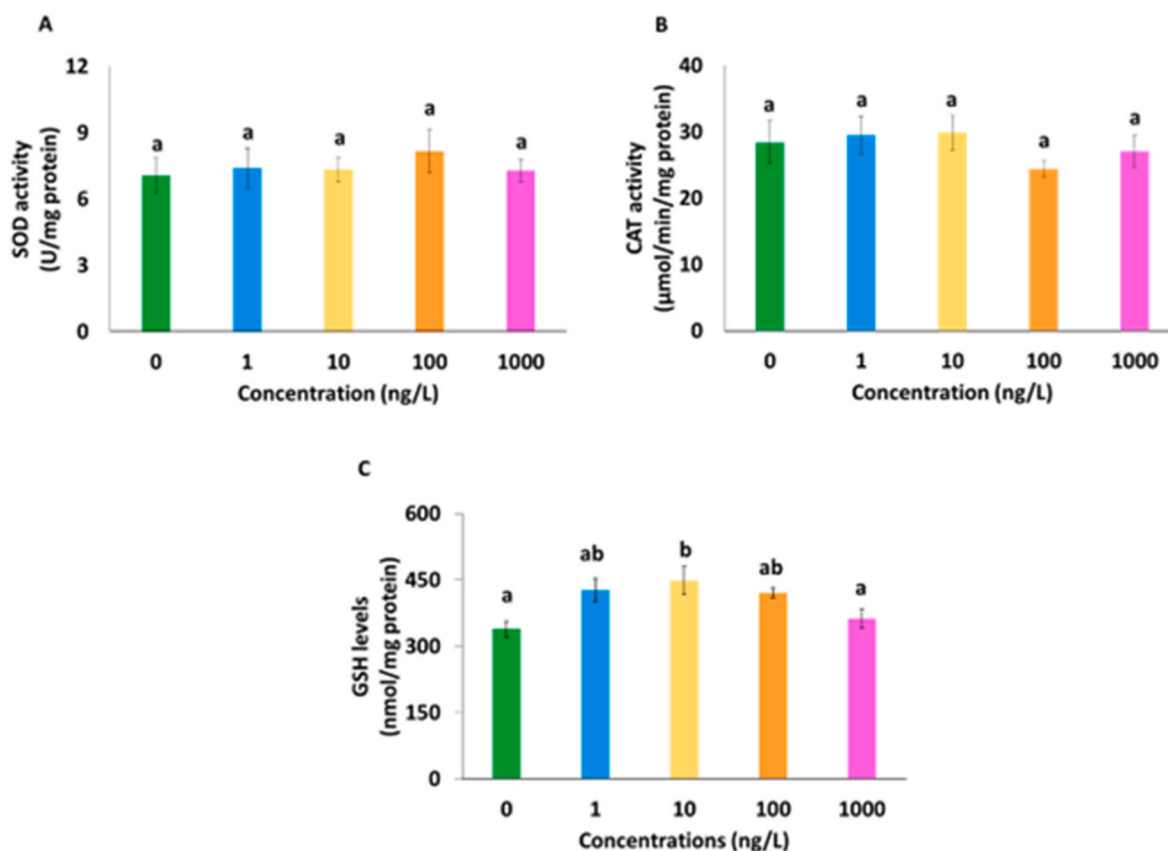 A
SOD activity
(U/mg protein)
12
9
6
3
0
a
a
a
a
a
0 1 10 100 1000
Concentration (ng/L)
B
CAT activity
(µmol/min/mg protein)
40
30
20
10
0
a
a
a
a
a
0 1 10 100 1000
Concentration (ng/L)
C
GSH levels
(nmol/mg protein)
600
450
300
150
0
a
ab
b
ab
a
0 1 10 100 1000
Concentrations (ng/L)